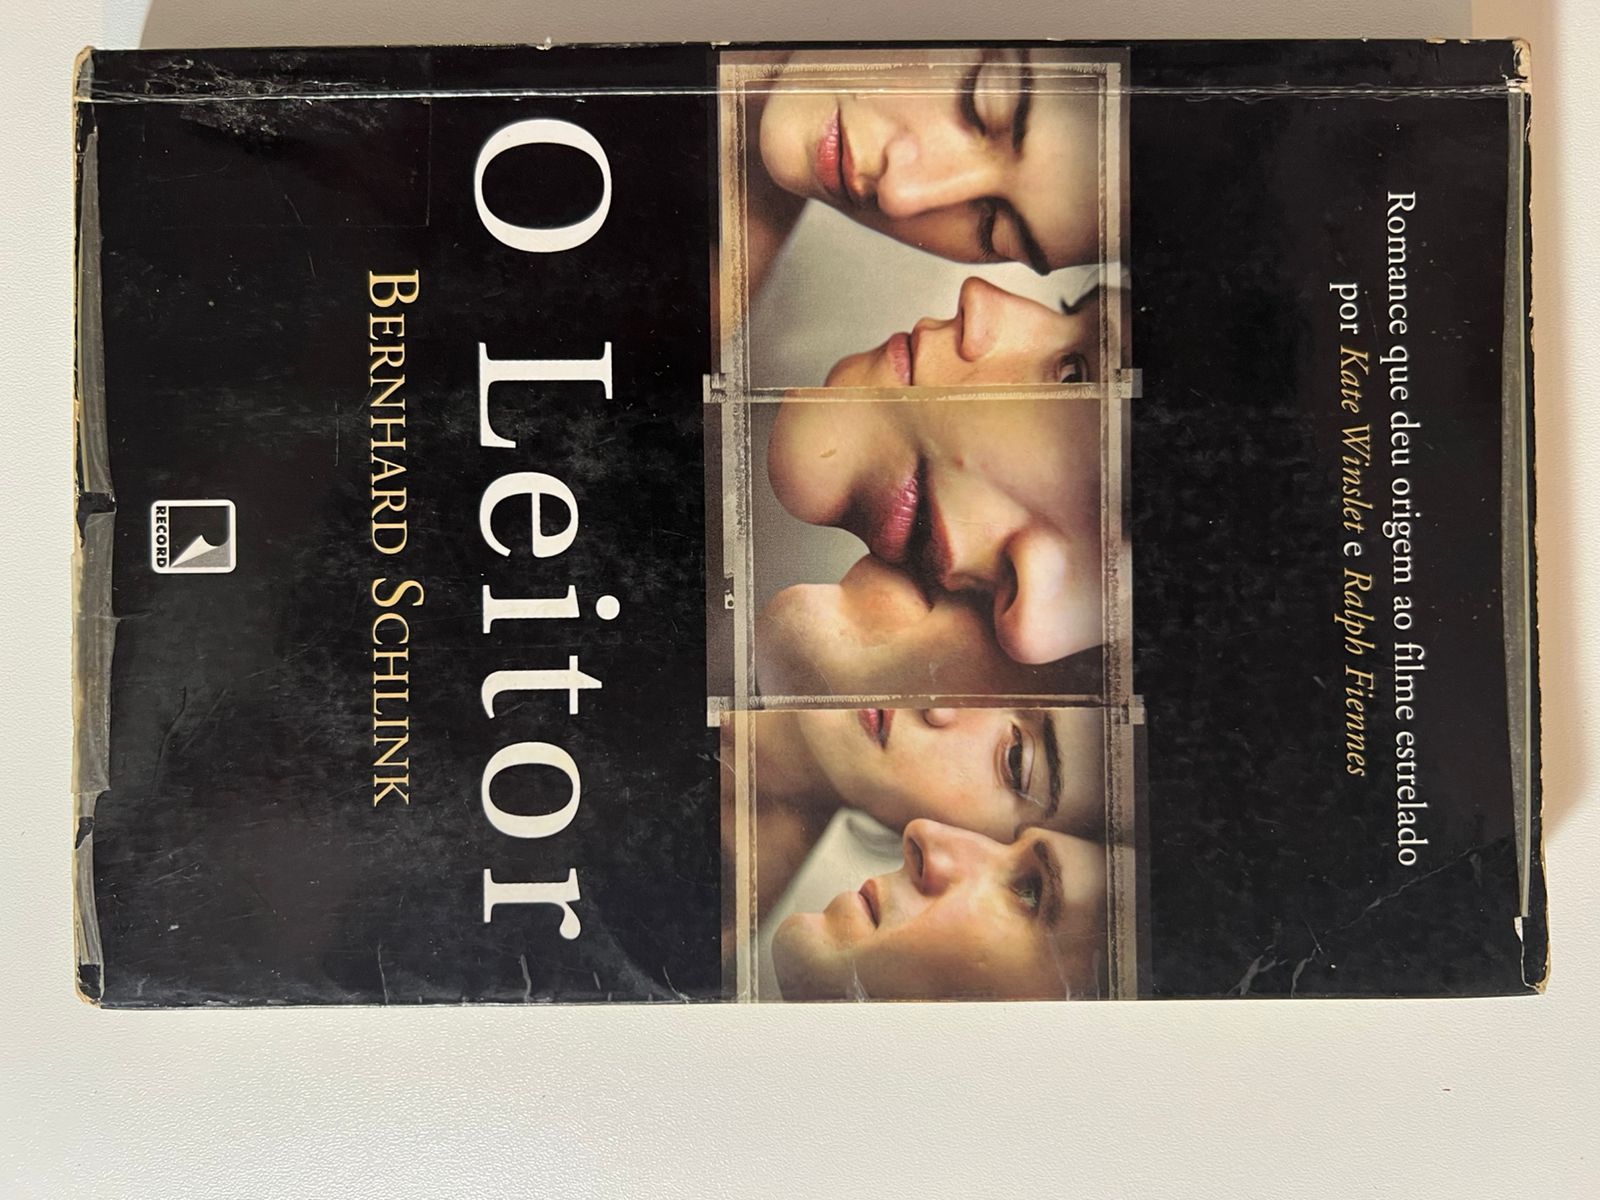 Romance que deu origem ao filme estrelado
por Kate Winslet e Ralph Fiennes
O Leitor
BERNHARD SCHLINK
RECORD